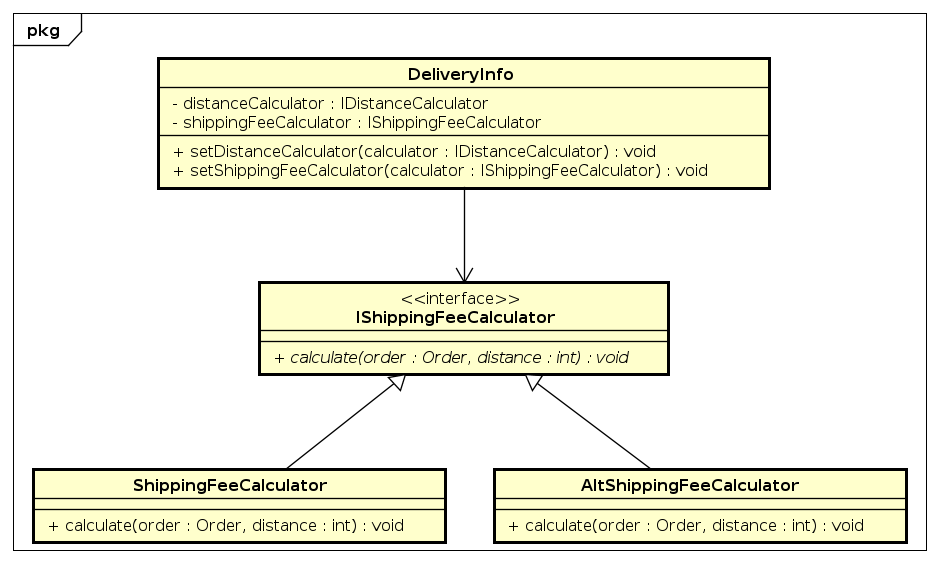 pkg
DeliveryInfo
- distanceCalculator : IDistanceCalculator
- shippingFeeCalculator : IShippingFeeCalculator
+ setDistanceCalculator(calculator : IDistanceCalculator) : void
+ setShippingFeeCalculator(calculator : IShippingFeeCalculator) : void
<<interface>>
IShippingFeeCalculator
+ calculate(order : Order, distance : int) : void
ShippingFeeCalculator
+ calculate(order : Order, distance : int) : void
AltShippingFeeCalculator
+ calculate(order : Order, distance : int) : void